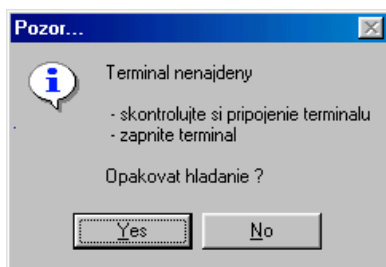 Pozor...
Terminal nenajdeny
- skontrolujte si pripojenie terminalu
- zapnite terminal
Opakovat hladanie ?
Yes No